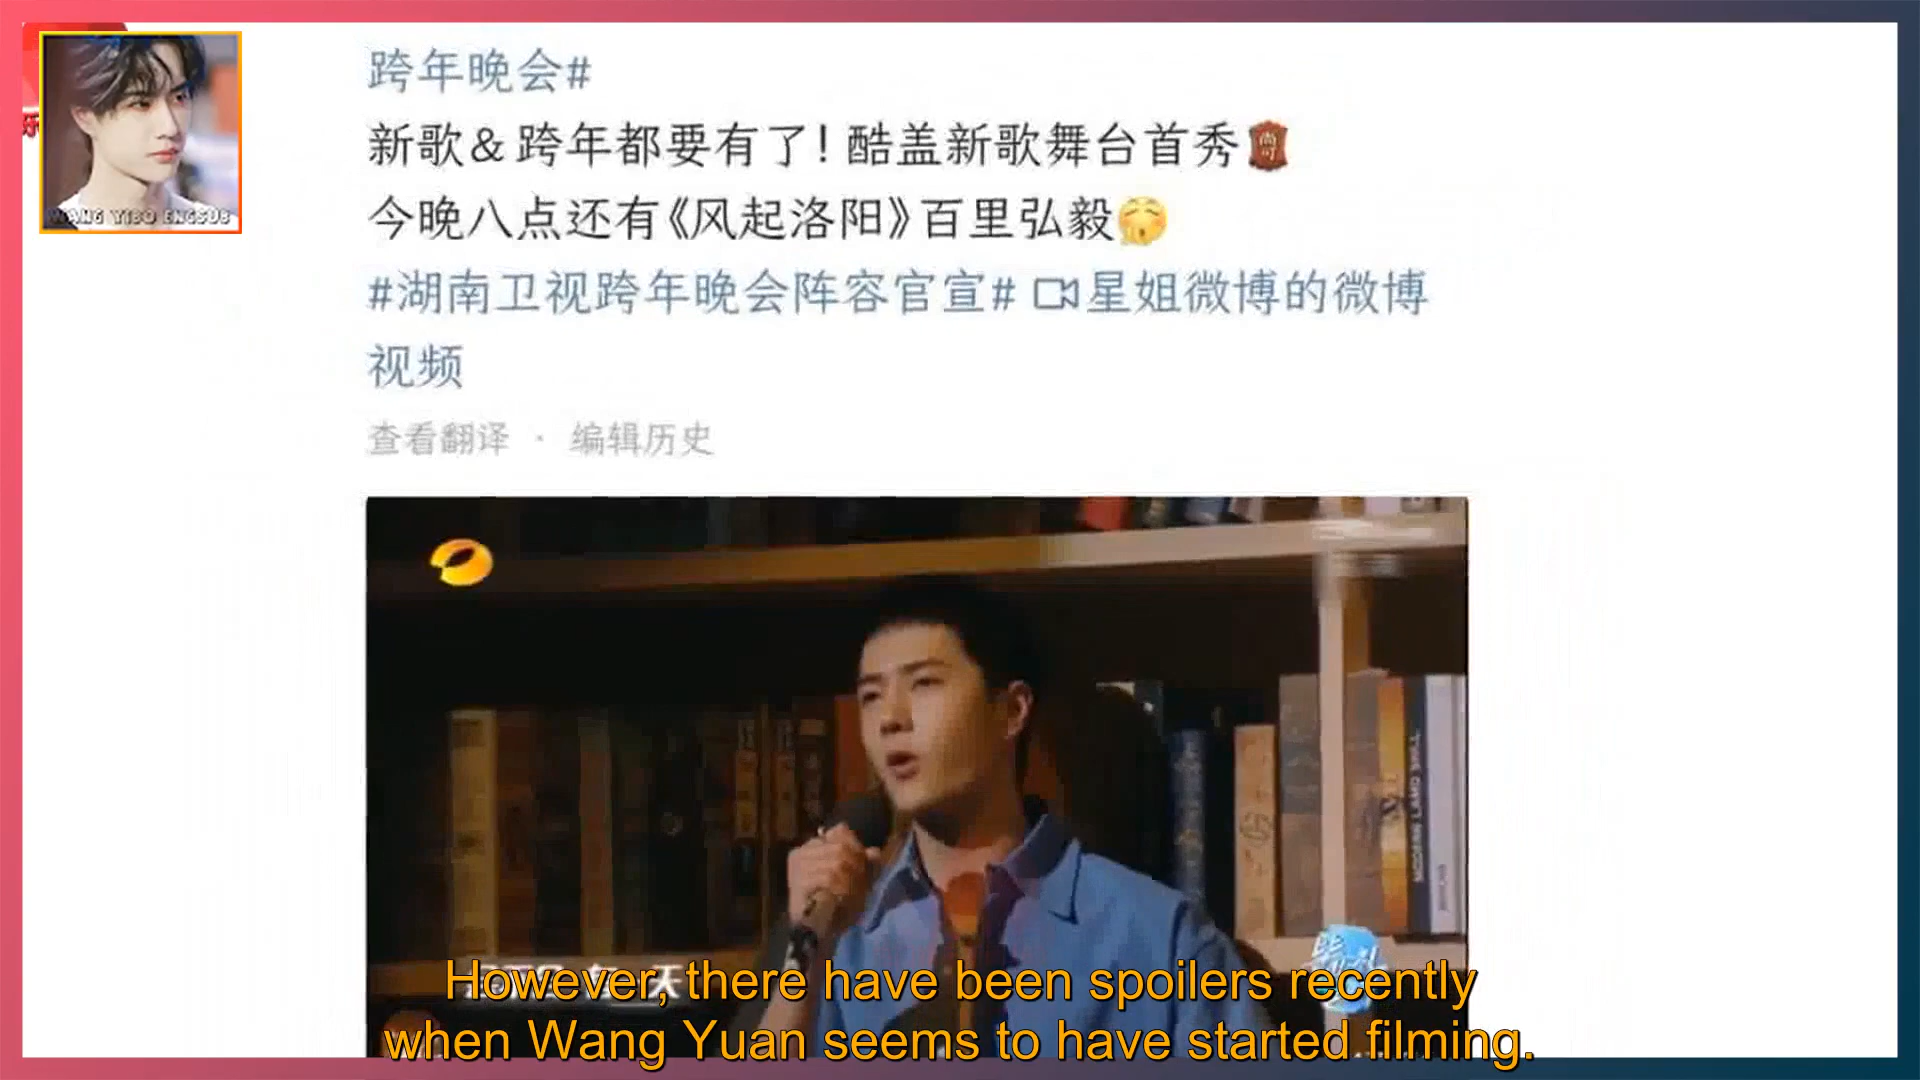 乐
WANG YIBO ENGSUB
跨年晚会#
新歌&跨年都要有了!酷盖新歌舞台首秀
今晚八点还有《风起洛阳》百里弘毅
#湖南卫视跨年晚会阵容官宣# 星姐微博的微博
视频
查看翻译 · 编辑历史
However, there have been spoilers recently
when Wang Yuan seems to have started filming.